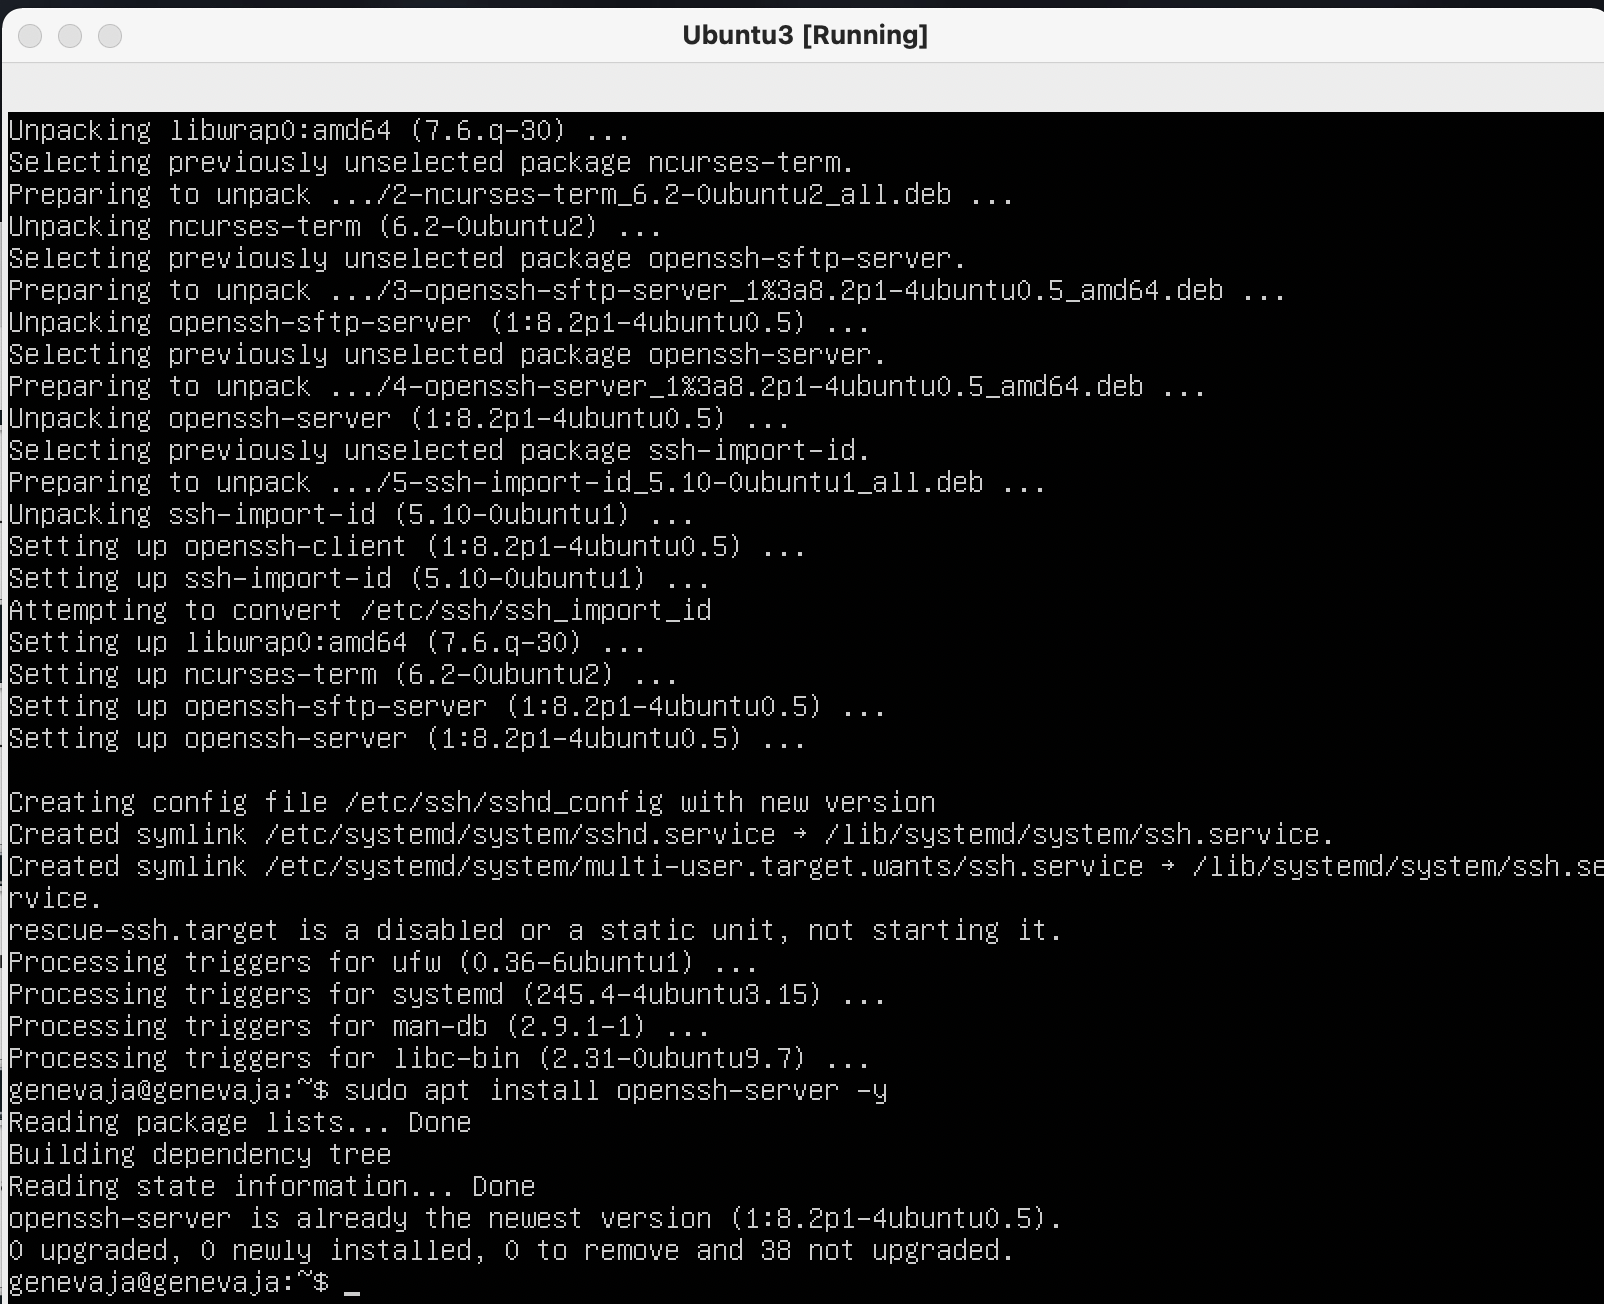 Ubuntu3 [Running]
Unpacking libwrap0:amd64 (7.6.q-30) ...
Selecting previously unselected package ncurses-term.
Preparing to unpack .../2-ncurses-term_6.2-0ubuntu2_all.deb ...
Unpacking ncurses-term (6.2-0ubuntu2) ...
Selecting previously unselected package openssh-sftp-server.
Preparing to unpack .../3-openssh-sftp-server_1%3a8.2p1-4ubuntu0.5_amd64.deb ...
Unpacking openssh-sftp-server (1:8.2p1-4ubuntu0.5) ...
Selecting previously unselected package openssh-server.
Preparing to unpack .../4-openssh-server_1%3a8.2p1-4ubuntu0.5_amd64.deb ...
Unpacking openssh-server (1:8.2p1-4ubuntu0.5) ...
Selecting previously unselected package ssh-import-id.
Preparing to unpack .../5-ssh-import-id_5.10-0ubuntu1_all.deb ...
Unpacking ssh-import-id (5.10-0ubuntu1) ...
Setting up openssh-client (1:8.2p1-4ubuntu0.5) ...
Setting up ssh-import-id (5.10-0ubuntu1) ...
Attempting to convert /etc/ssh/ssh_import_id
Setting up libwrap0:amd64 (7.6.q-30) ...
Setting up ncurses-term (6.2-0ubuntu2) ...
Setting up openssh-sftp-server (1:8.2p1-4ubuntu0.5) ...
Setting up openssh-server (1:8.2p1-4ubuntu0.5) ...
Creating config file /etc/ssh/sshd_config with new version
Created symlink /etc/systemd/system/sshd.service → /lib/systemd/system/ssh.service.
Created symlink /etc/systemd/system/multi-user.target.wants/ssh.service → /lib/systemd/system/ssh.se
rvice.
rescue-ssh.target is a disabled or a static unit, not starting it.
Processing triggers for ufw (0.36-6ubuntu1) ...
Processing triggers for systemd (245.4-4ubuntu3.15) ...
Processing triggers for man-db (2.9.1-1) ...
Processing triggers for libc-bin (2.31-0ubuntu9.7) ...
genevaja@genevaja:~$ sudo apt install openssh-server -y
Reading package lists... Done
Building dependency tree
Reading state information... Done
openssh-server is already the newest version (1:8.2p1-4ubuntu0.5).
0 upgraded, 0 newly installed, 0 to remove and 38 not upgraded.
genevaja@genevaja:~$ _